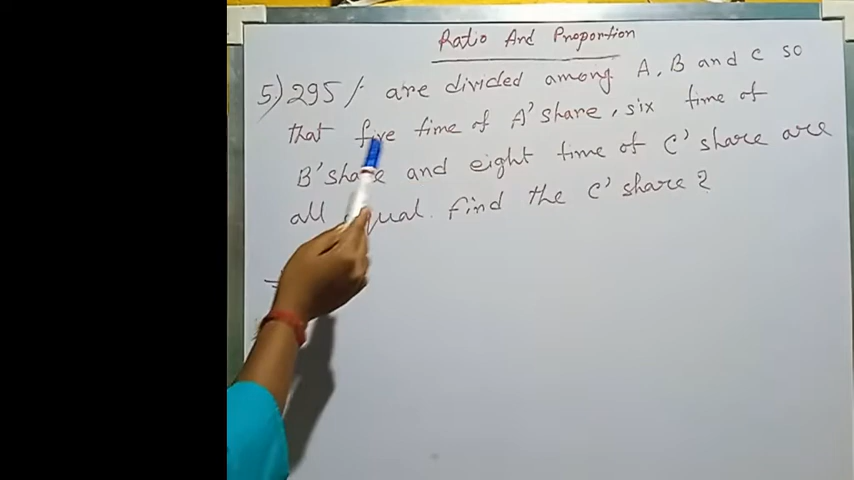 Ratio And Proportion
5) 295/- are divided among A, B and C so
that five time of A' share, six time of
B' share and eight time of C' share are
all equal. find the C' share ?